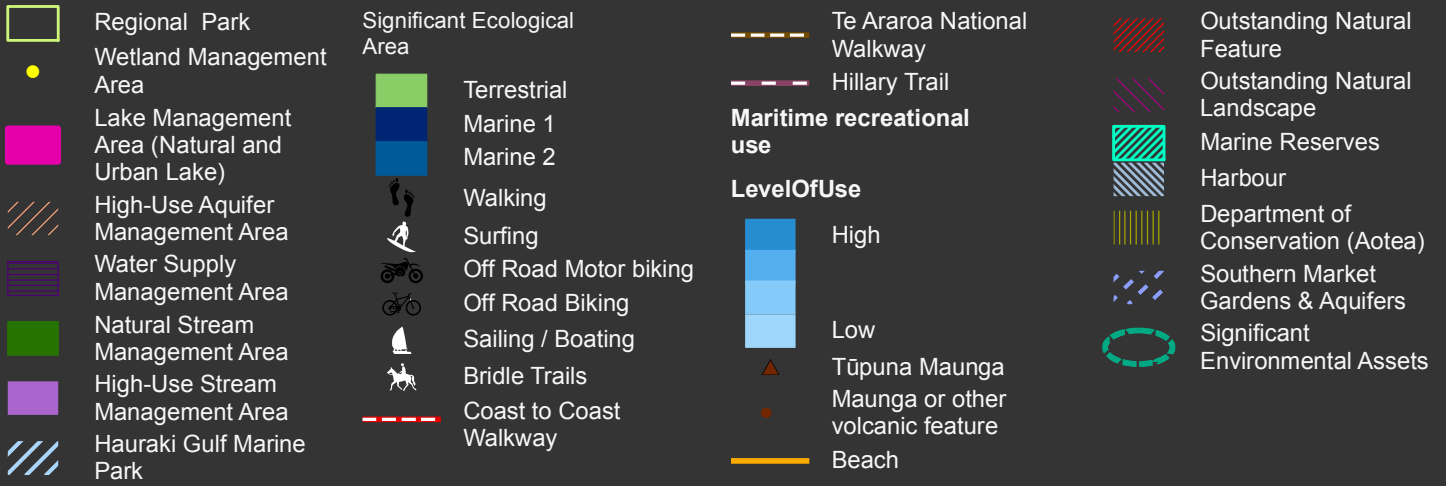 Regional Park
Wetland Management
Area
Lake Management
Area (Natural and
Urban Lake)
High-Use Aquifer
Management Area
Water Supply
Management Area
Natural Stream
Management Area
High-Use Stream
Management Area
Hauraki Gulf Marine
Park
Significant Ecological
Area
Terrestrial
Marine 1
Marine 2
Walking
Surfing
Off Road Motor biking
Off Road Biking
Sailing / Boating
Bridle Trails
Coast to Coast
Walkway
Te Araroa National
Walkway
Hillary Trail
Maritime recreational
use
LevelOfUse
High
Low
Tūpuna Maunga
Maunga or other
volcanic feature
Beach
Outstanding Natural
Feature
Outstanding Natural
Landscape
Marine Reserves
Harbour
Department of
Conservation (Aotea)
Southern Market
Gardens & Aquifers
Significant
Environmental Assets